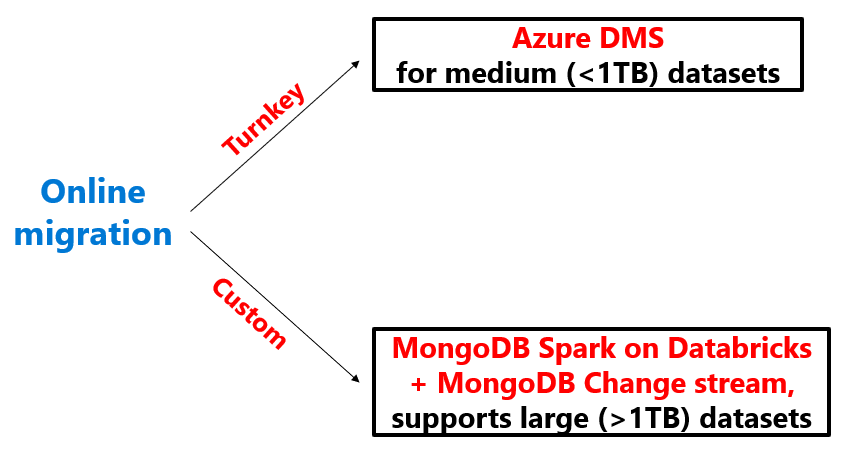 Azure DMS
for medium (<1TB) datasets
Turnkey
Online
migration
Custom
MongoDB Spark on Databricks
+ MongoDB Change stream,
supports large (>1TB) datasets